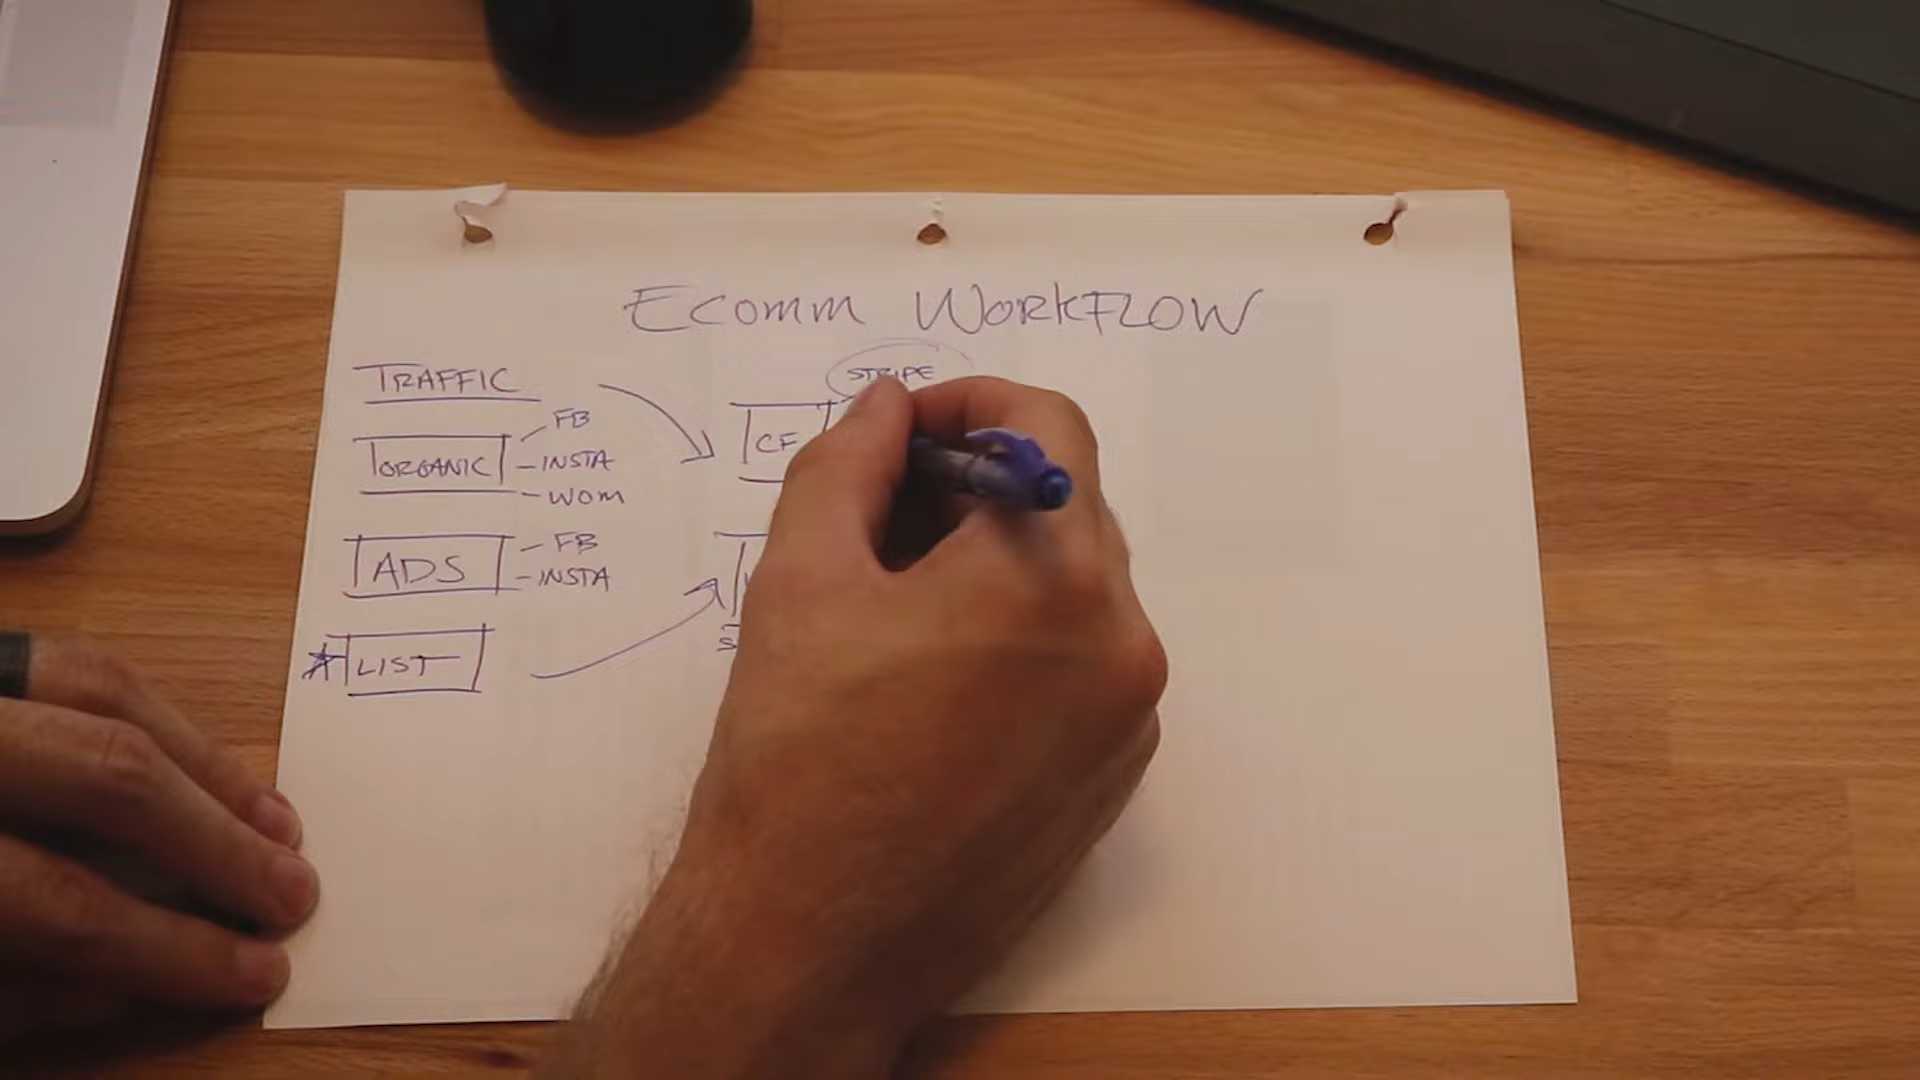 Ecomm WORKFLOW
TRAFFIC
ORGANIC
FB
INSTA
WOM
ADS
FB
INSTA
LIST
STRIPE
CF